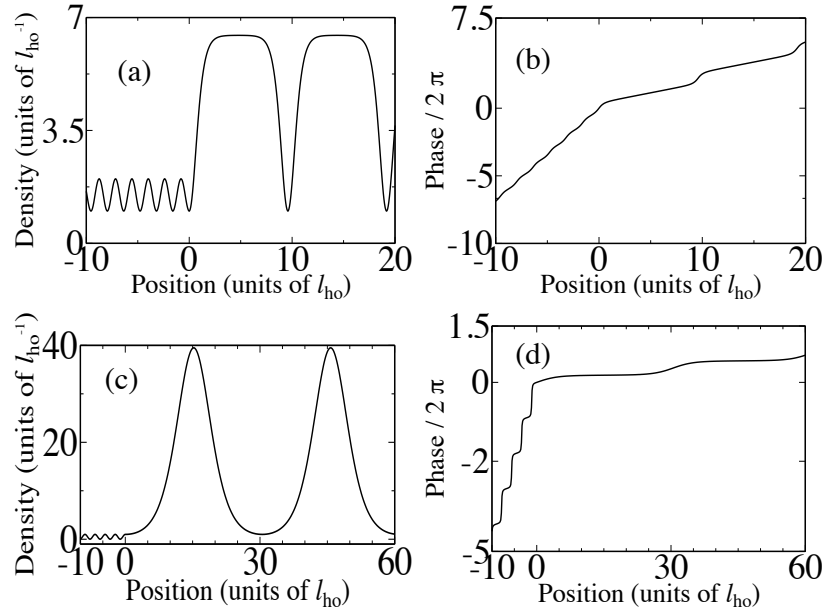 7
3.5
0
-10
0
10
20
(a)
Density (units of l_ho^-1)
Position (units of l_ho)
7.5
0
-5
-10
-10
0
10
20
(b)
Phase / 2 π
Position (units of l_ho)
40
20
0
-10
0
30
60
(c)
Density (units of l_ho^-1)
Position (units of l_ho)
1.5
0
-2
-5
-10
0
30
60
(d)
Phase / 2 π
Position (units of l_ho)